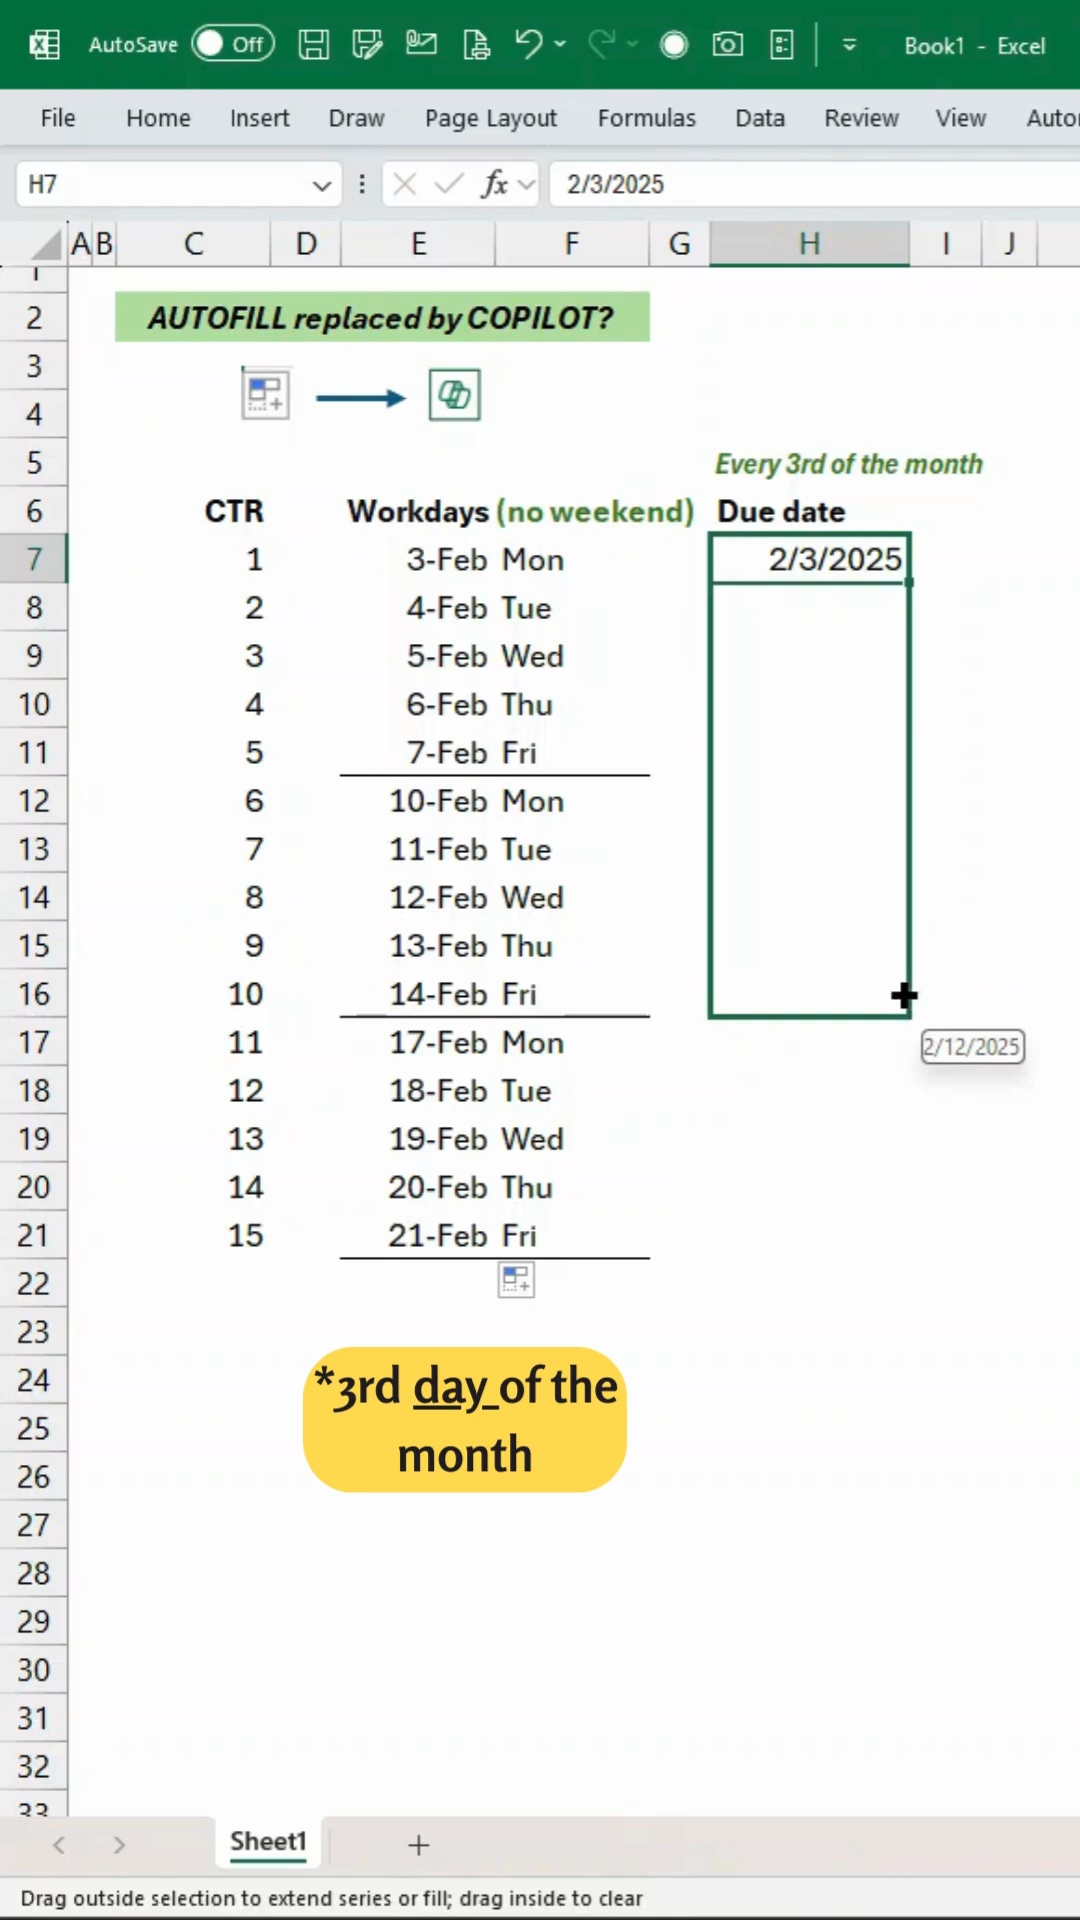 AutoSave Off Book1 - Excel
File Home Insert Draw Page Layout Formulas Data Review View Auto
H7 fx 2/3/2025
A B C D E F G H I J
1
2 AUTOFILL replaced by COPILOT?
3
4
5 Every 3rd of the month
6 CTR Workdays (no weekend) Due date
7 1 3-Feb Mon 2/3/2025
8 2 4-Feb Tue
9 3 5-Feb Wed
10 4 6-Feb Thu
11 5 7-Feb Fri
12 6 10-Feb Mon
13 7 11-Feb Tue
14 8 12-Feb Wed
15 9 13-Feb Thu
16 10 14-Feb Fri
17 11 17-Feb Mon 2/12/2025
18 12 18-Feb Tue
19 13 19-Feb Wed
20 14 20-Feb Thu
21 15 21-Feb Fri
22
23
24 *3rd day of the
25
26 month
27
28
29
30
31
32
33
Sheet1
Drag outside selection to extend series or fill; drag inside to clear